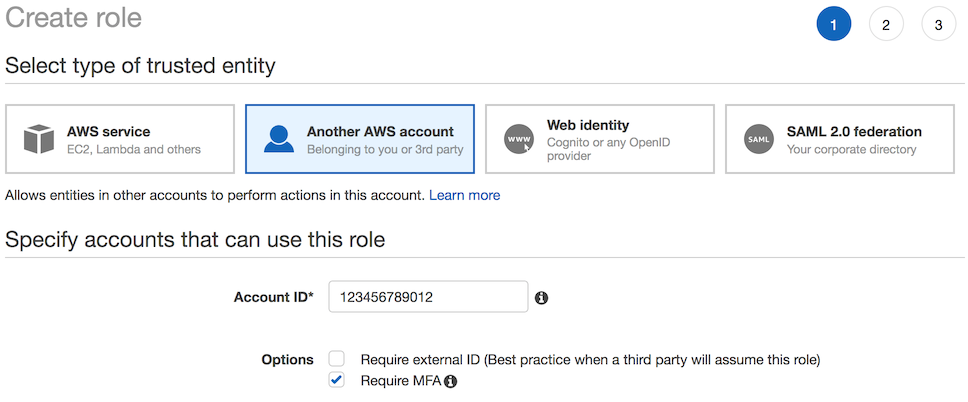 Create role
1 2 3
Select type of trusted entity
AWS service
EC2, Lambda and others
Another AWS account
Belonging to you or 3rd party
www
Web identity
Cognito or any OpenID
provider
SAML
SAML 2.0 federation
Your corporate directory
Allows entities in other accounts to perform actions in this account. Learn more
Specify accounts that can use this role
Account ID* 123456789012 i
Options Require external ID (Best practice when a third party will assume this role)
Require MFA i